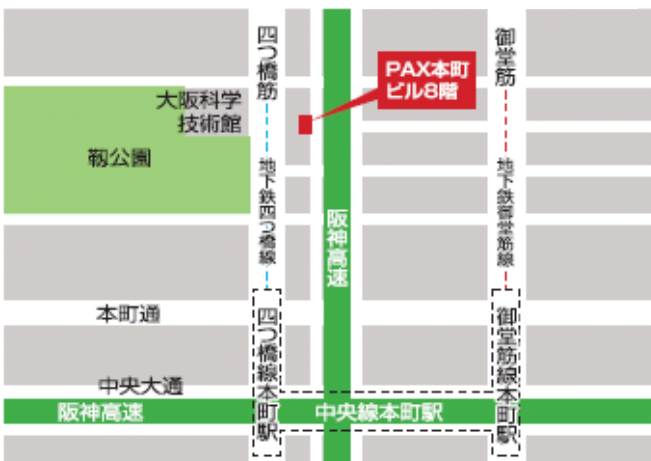 四つ橋筋
御堂筋
PAX本町
ビル8階
大阪科学
技術館
靱公園
地下鉄四つ橋線
地下鉄御堂筋線
阪神高速
本町通
四つ橋線本町駅
御堂筋線本町駅
中央大通
阪神高速
中央線本町駅